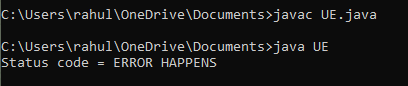 C:\Users\rahul\OneDrive\Documents>javac UE.java
C:\Users\rahul\OneDrive\Documents>java UE
Status code = ERROR HAPPENS